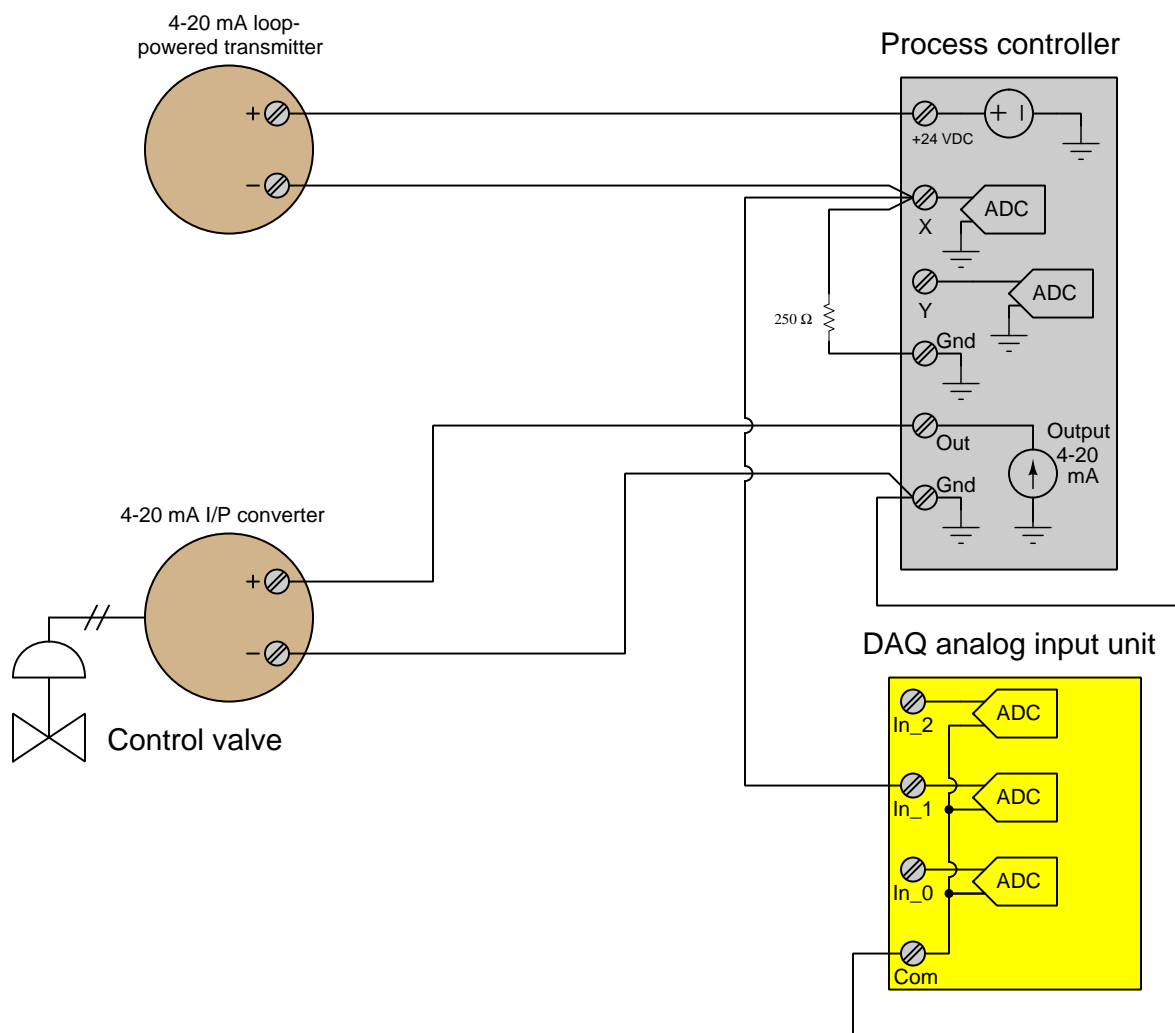 4-20 mA loop-
powered transmitter
Process controller
+
−
+24 VDC
+ −
X
ADC
Y
ADC
250 Ω
Gnd
Out
Output
4-20
mA
Gnd
4-20 mA I/P converter
+
−
Control valve
DAQ analog input unit
In_2
ADC
In_1
ADC
In_0
ADC
Com